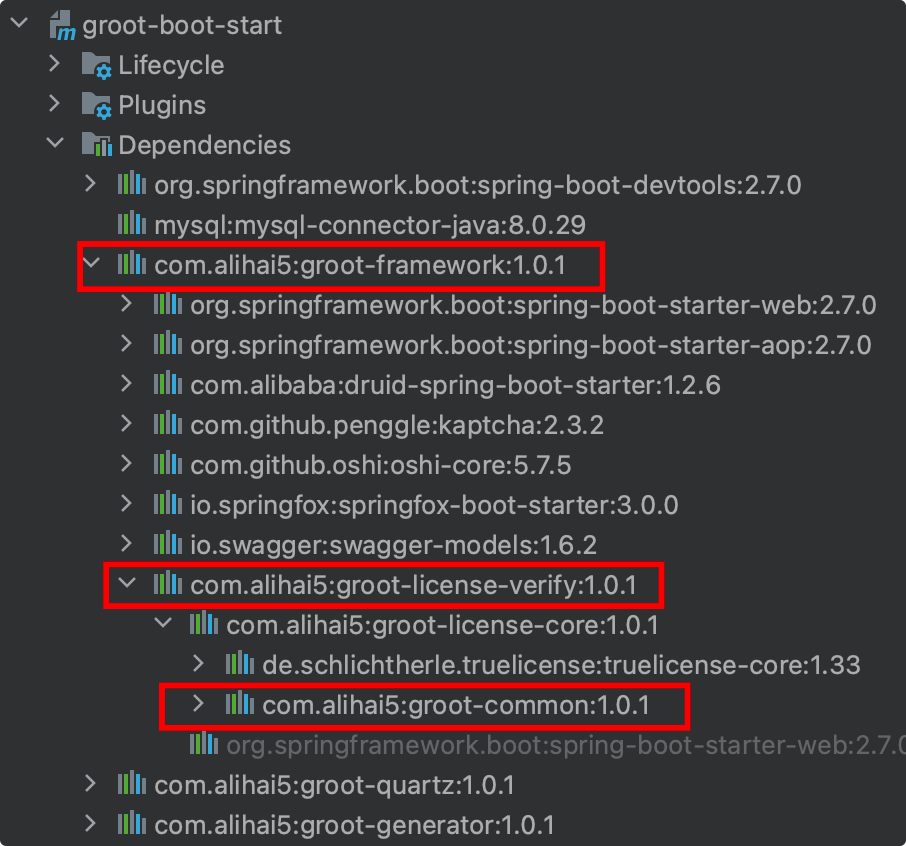 groot-boot-start
Lifecycle
Plugins
Dependencies
org.springframework.boot:spring-boot-devtools:2.7.0
mysql:mysql-connector-java:8.0.29
com.alihai5:groot-framework:1.0.1
org.springframework.boot:spring-boot-starter-web:2.7.0
org.springframework.boot:spring-boot-starter-aop:2.7.0
com.alibaba:druid-spring-boot-starter:1.2.6
com.github.penggle:kaptcha:2.3.2
com.github.oshi:oshi-core:5.7.5
io.springfox:springfox-boot-starter:3.0.0
io.swagger:swagger-models:1.6.2
com.alihai5:groot-license-verify:1.0.1
com.alihai5:groot-license-core:1.0.1
de.schlichtherle.truelicense:truelicense-core:1.33
com.alihai5:groot-common:1.0.1
org.springframework.boot:spring-boot-starter-web:2.7.0
com.alihai5:groot-quartz:1.0.1
com.alihai5:groot-generator:1.0.1